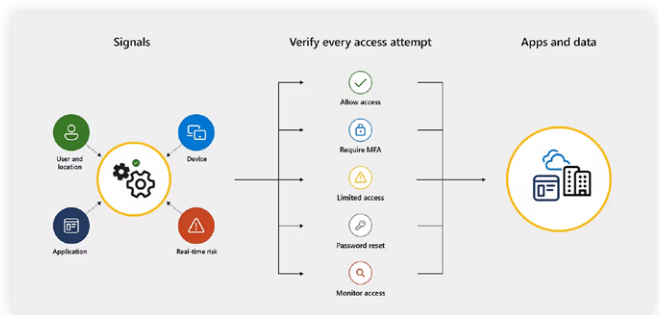 Signals
Verify every access attempt
Apps and data
User and
location
Device
Application
Real-time risk
Allow access
Require MFA
Limited access
Password reset
Monitor access